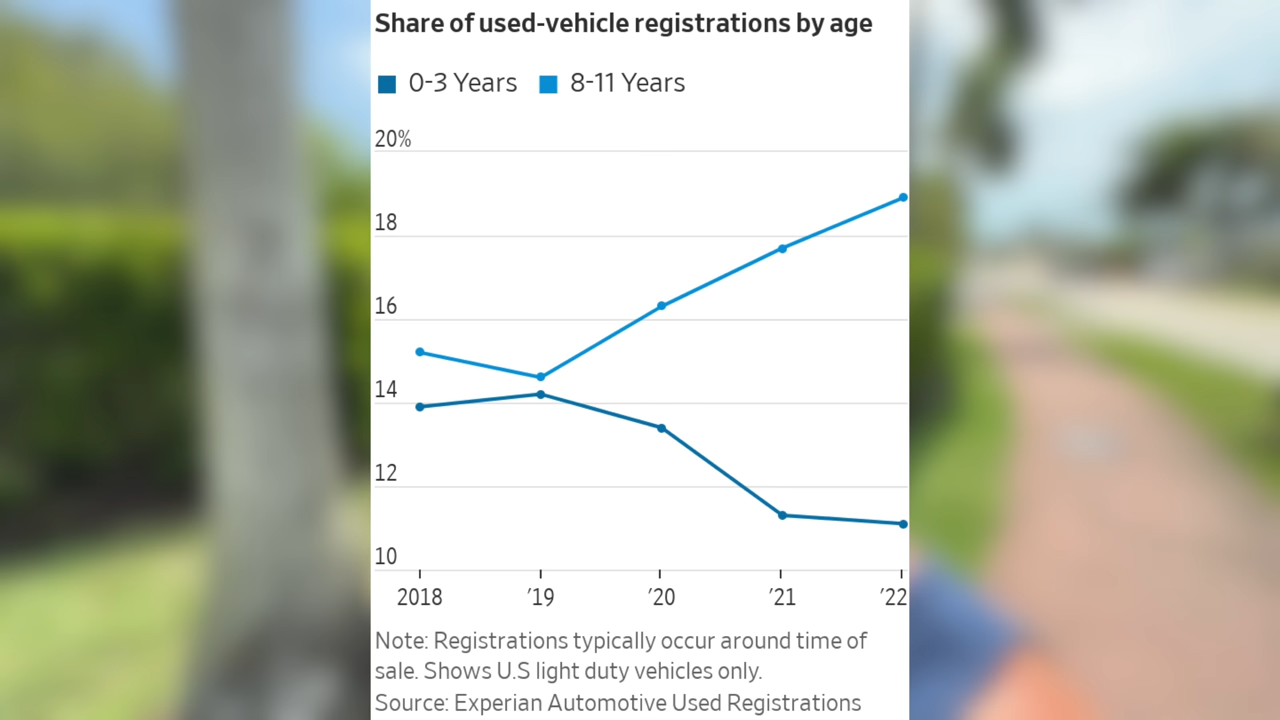 Share of used-vehicle registrations by age
0-3 Years 8-11 Years
20%
18
16
14
12
10
2018 ’19 ’20 ’21 ’22
Note: Registrations typically occur around time of
sale. Shows U.S light duty vehicles only.
Source: Experian Automotive Used Registrations